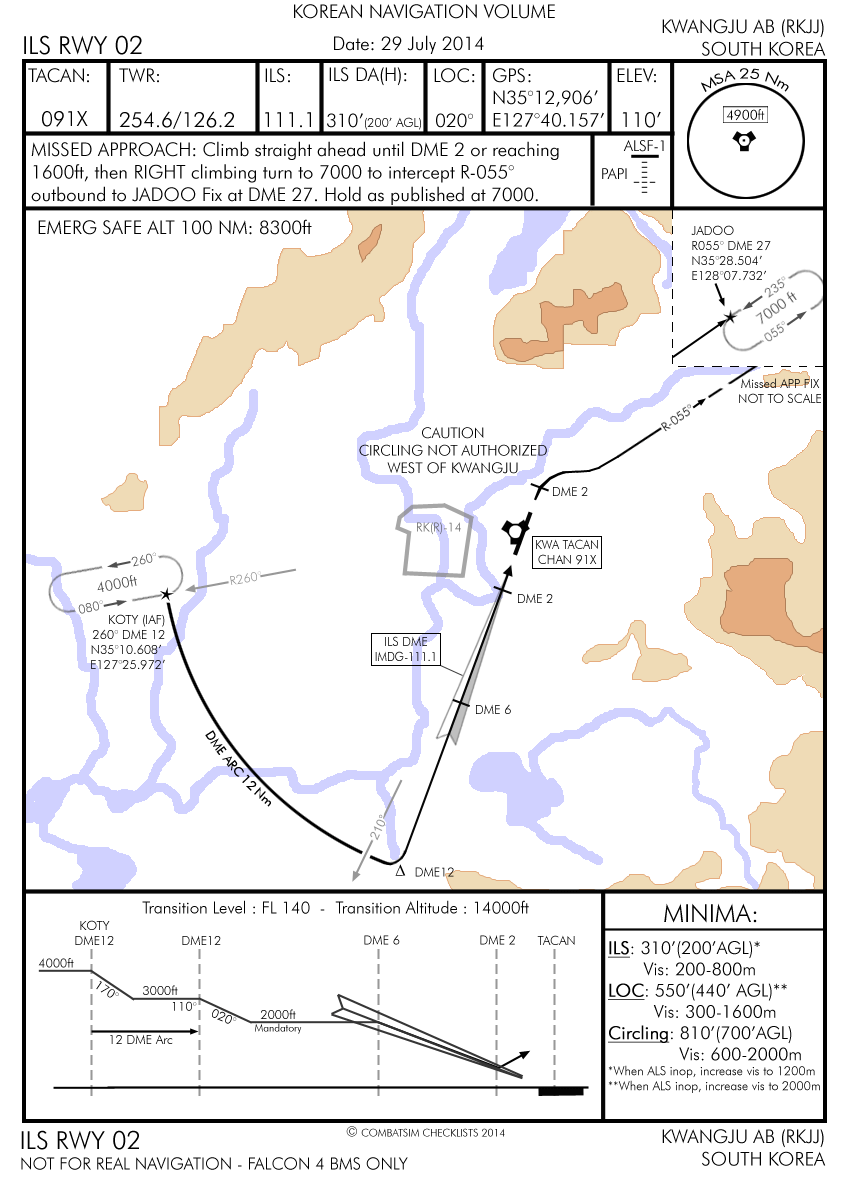 KOREAN NAVIGATION VOLUME
ILS RWY 02
Date: 29 July 2014
KWANGJU AB (RKJJ)
SOUTH KOREA
TACAN:
091X
TWR:
254.6/126.2
ILS:
111.1
ILS DA(H):
310'(200' AGL)
LOC:
020°
GPS:
N35°12,906'
E127°40.157'
ELEV:
110'
MSA 25 Nm
4900ft
MISSED APPROACH: Climb straight ahead until DME 2 or reaching
1600ft, then RIGHT climbing turn to 7000 to intercept R-055°
outbound to JADOO Fix at DME 27. Hold as published at 7000.
ALSF-1
PAPI
EMERG SAFE ALT 100 NM: 8300ft
JADOO
R055° DME 27
N35°28.504'
E128°07.732'
235°
7000 ft
055°
Missed APP FIX
NOT TO SCALE
R-055°
CAUTION
CIRCLING NOT AUTHORIZED
WEST OF KWANGJU
DME 2
RK(R)-14
KWA TACAN
CHAN 91X
260°
4000ft
080°
R260°
DME 2
KOTY (IAF)
260° DME 12
N35°10.608'
E127°25.972'
ILS DME
IMDG-111.1
DME 6
DME ARC 12 Nm
210°
DME12
Transition Level : FL 140 - Transition Altitude : 14000ft
KOTY
DME12
DME12
DME 6
DME 2
TACAN
4000ft
170°
3000ft
110°
020°
2000ft
Mandatory
12 DME Arc
MINIMA:
ILS: 310'(200'AGL)*
Vis: 200-800m
LOC: 550'(440' AGL)**
Vis: 300-1600m
Circling: 810'(700'AGL)
Vis: 600-2000m
*When ALS inop, increase vis to 1200m
**When ALS inop, increase vis to 2000m
© COMBATSIM CHECKLISTS 2014
ILS RWY 02
NOT FOR REAL NAVIGATION - FALCON 4 BMS ONLY
KWANGJU AB (RKJJ)
SOUTH KOREA